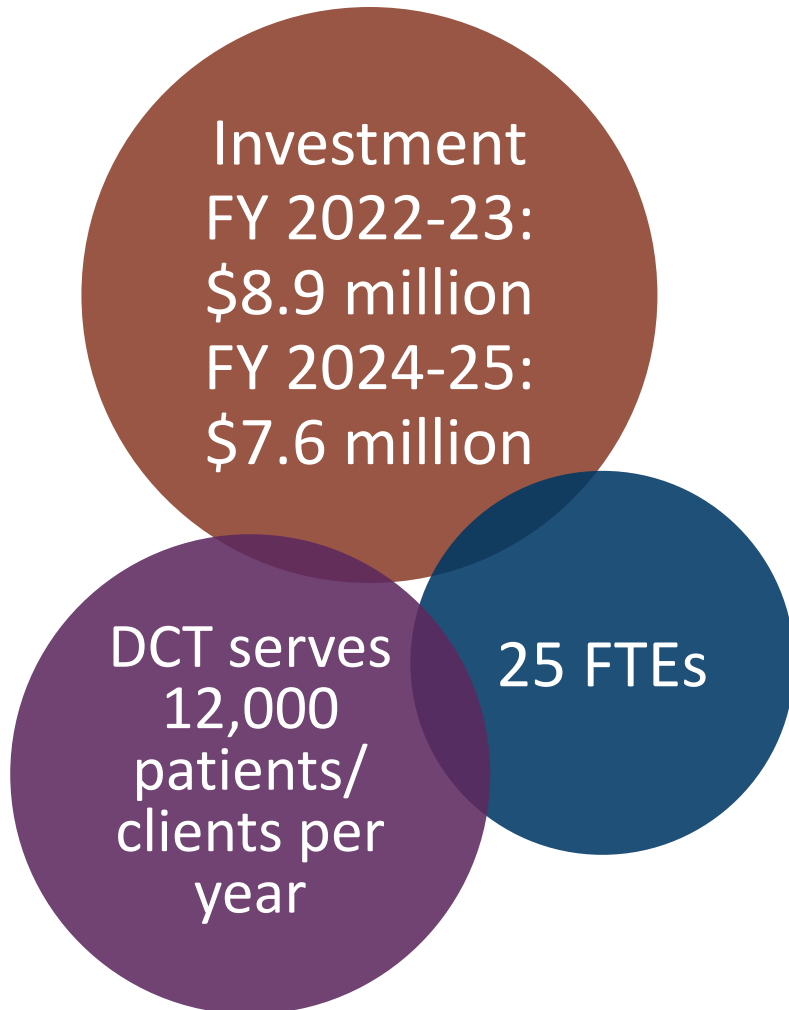 Investment
FY 2022-23:
$8.9 million
FY 2024-25:
$7.6 million
DCT serves
12,000
patients/
clients per
year
25 FTEs